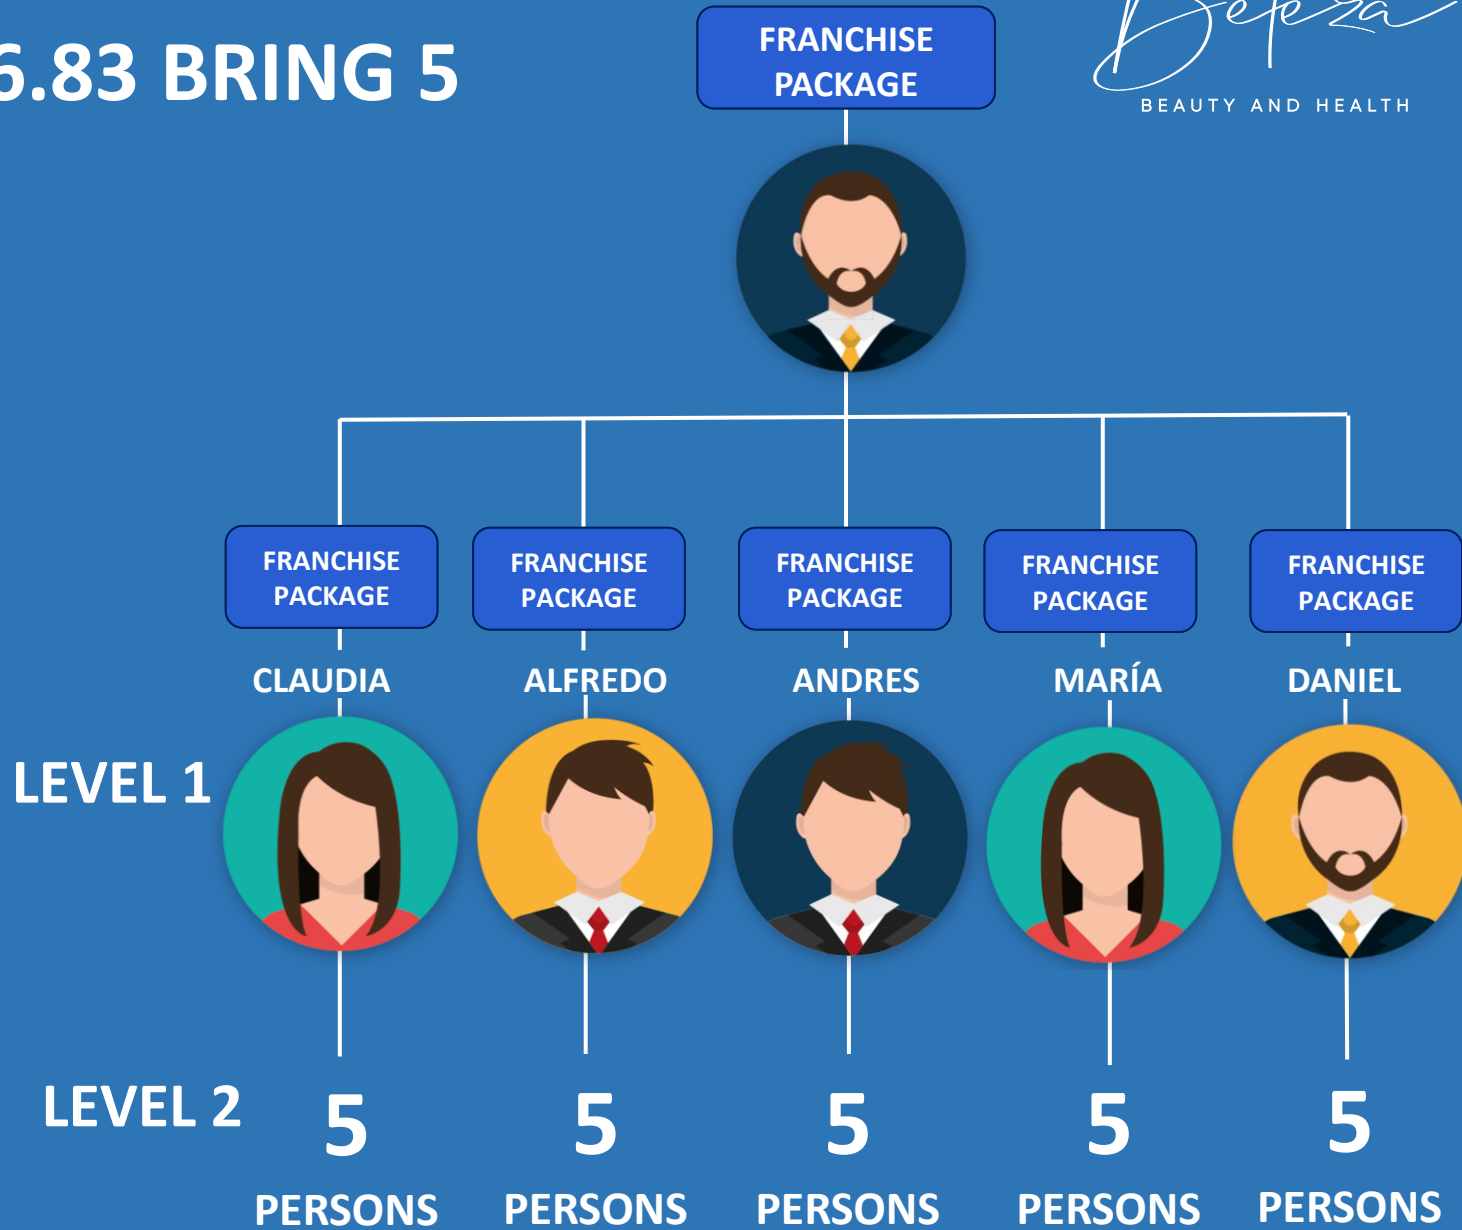 6.83 BRING 5
FRANCHISE
PACKAGE
Beleza
BEAUTY AND HEALTH
FRANCHISE
PACKAGE
FRANCHISE
PACKAGE
FRANCHISE
PACKAGE
FRANCHISE
PACKAGE
FRANCHISE
PACKAGE
CLAUDIA
ALFREDO
ANDRES
MARÍA
DANIEL
LEVEL 1
LEVEL 2
5
PERSONS
5
PERSONS
5
PERSONS
5
PERSONS
5
PERSONS